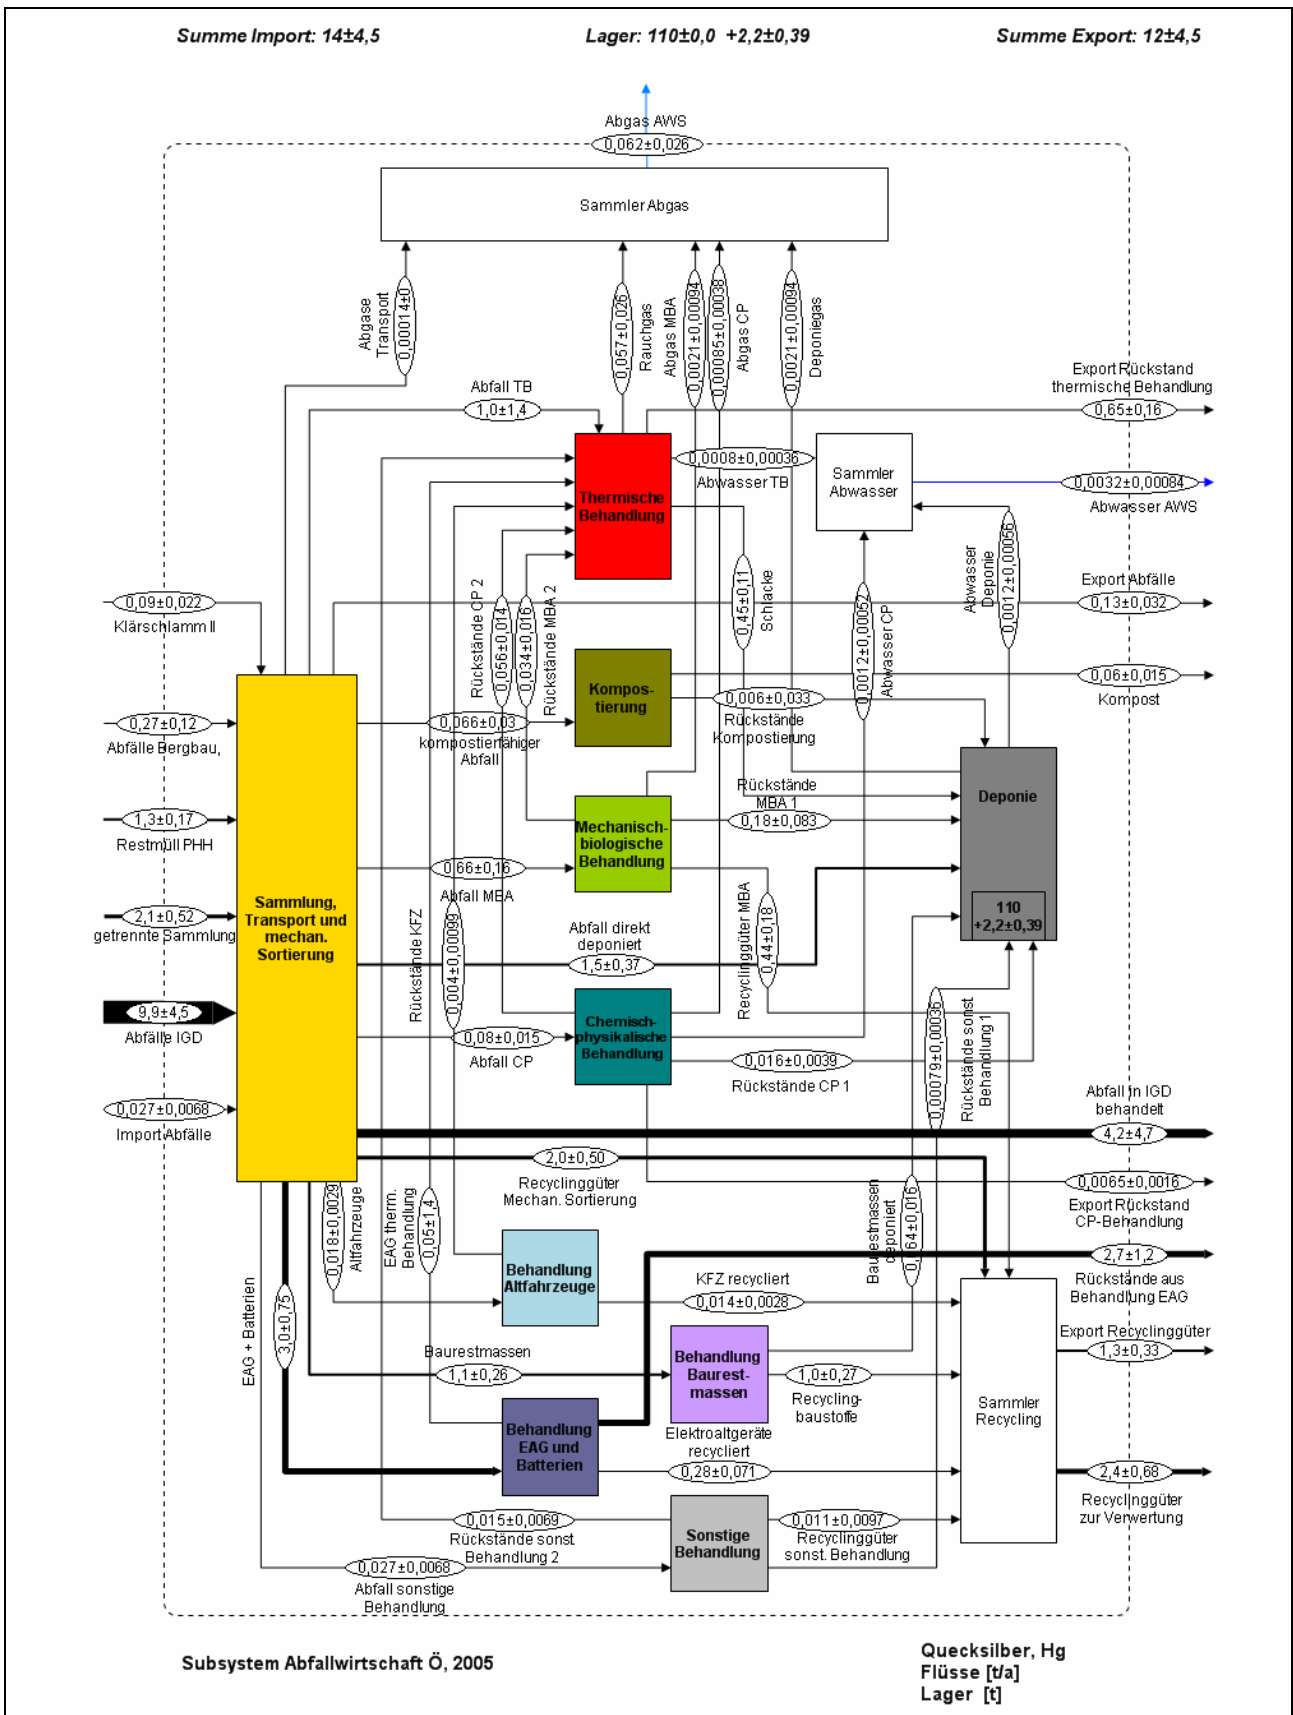 Summe Import: 14±4,5
Lager: 110±0,0 +2,2±0,39
Summe Export: 12±4,5
Abgas AWS
0,062±0,026
Sammler Abgas
Abgase
Transport
0,00014±0
0,057±0,026
Rauchgas
Abgas MBA
0,0021±0,00094
0,00085±0,00038
Abgas CP
0,0021±0,00094
Deponiegas
Export Rückstand
thermische Behandlung
0,65±0,16
Abfall TB
1,0±1,4
Thermische
Behandlung
0,0008±0,00036
Abwasser TB
Sammler
Abwasser
0,0032±0,00084
Abwasser AWS
Rückstände CP 2
0,056±0,014
0,034±0,016
Rückstände MBA 2
0,45±0,11
Schlacke
0,0012±0,00052
Abwasser CP
Abwasser
Deponie
0,0012±0,00056
Export Abfälle
0,13±0,032
0,09±0,022
Klärschlamm II
Kompos-
tierung
0,06±0,015
Kompost
0,006±0,033
Rückstände
Kompostierung
0,27±0,12
Abfälle Bergbau,
0,066±0,03
kompostierfähiger
Abfall
Deponie
110
+2,2±0,39
Rückstände
MBA 1
0,18±0,083
1,3±0,17
Restmüll PHH
Mechanisch-
biologische
Behandlung
0,66±0,16
Abfall MBA
Sammlung,
Transport und
mechan.
Sortierung
2,1±0,52
getrennte Sammlung
Rückstände KFZ
0,004±0,00099
Abfall direkt
deponiert
1,5±0,37
Recyclinggüter MBA
0,44±0,18
9,9±4,5
Abfälle IGD
Chemisch-
physikalische
Behandlung
0,08±0,015
Abfall CP
0,016±0,0039
Rückstände CP 1
0,00079±0,00036
Rückstände sonst
Behandlung 1
0,027±0,0068
Import Abfälle
Abfall in IGD
behandelt
4,2±4,7
2,0±0,50
Recyclinggüter
Mechan. Sortierung
0,0065±0,0016
Export Rückstand
CP-Behandlung
0,018±0,0029
Altfahrzeuge
EAG therm.
Behandlung
0,05±1,4
Baurestmassen
deponiert
0,064±0,016
Behandlung
Altfahrzeuge
2,7±1,2
Rückstände aus
Behandlung EAG
KFZ recycliert
0,014±0,0028
EAG + Batterien
3,0±0,75
Baurestmassen
1,1±0,26
Behandlung
Baurest-
massen
1,0±0,27
Recycling-
baustoffe
Export Recyclinggüter
1,3±0,33
Sammler
Recycling
Behandlung
EAG und
Batterien
Elektroaltgeräte
recycliert
0,28±0,071
2,4±0,68
Recyclinggüter
zur Verwertung
0,015±0,0069
Rückstände sonst.
Behandlung 2
Sonstige
Behandlung
0,011±0,0097
Recyclinggüter
sonst. Behandlung
0,027±0,0068
Abfall sonstige
Behandlung
Subsystem Abfallwirtschaft Ö, 2005
Quecksilber, Hg
Flüsse [t/a]
Lager [t]